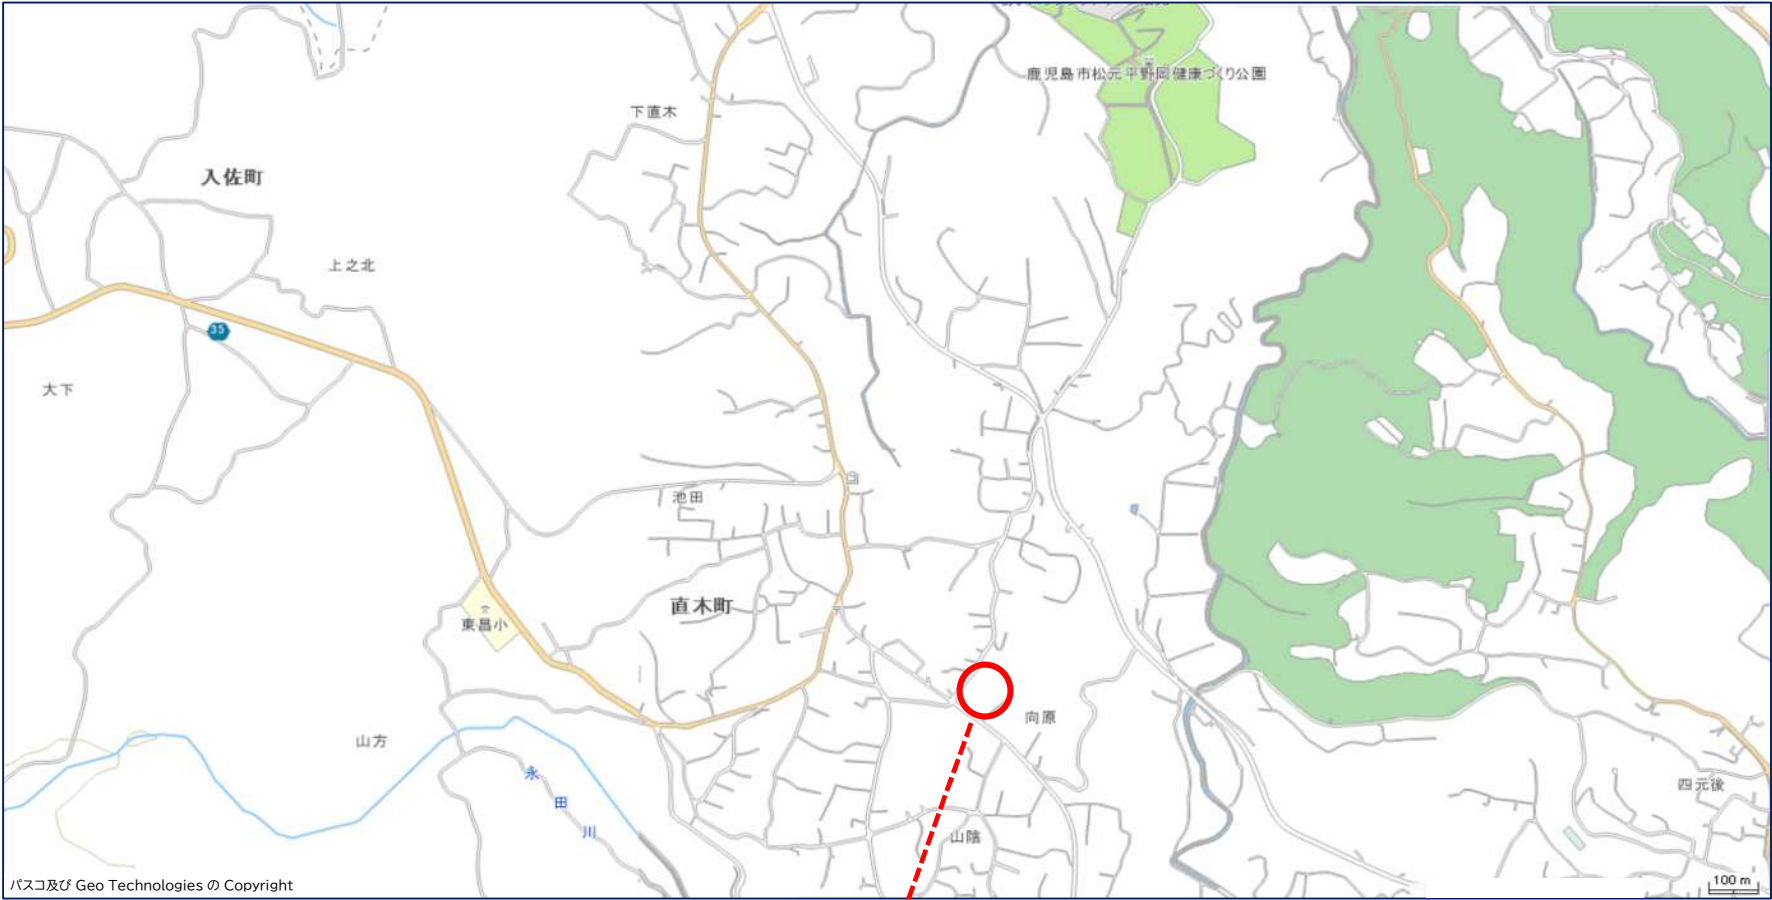 鹿児島市松元平野岡健康づくり公園
下直木
入佐町
上之北
35
大下
池田
直木町
東昌小
向原
山方
永田川
四元後
山陰
パスコ及び Geo Technologies の Copyright
100 m